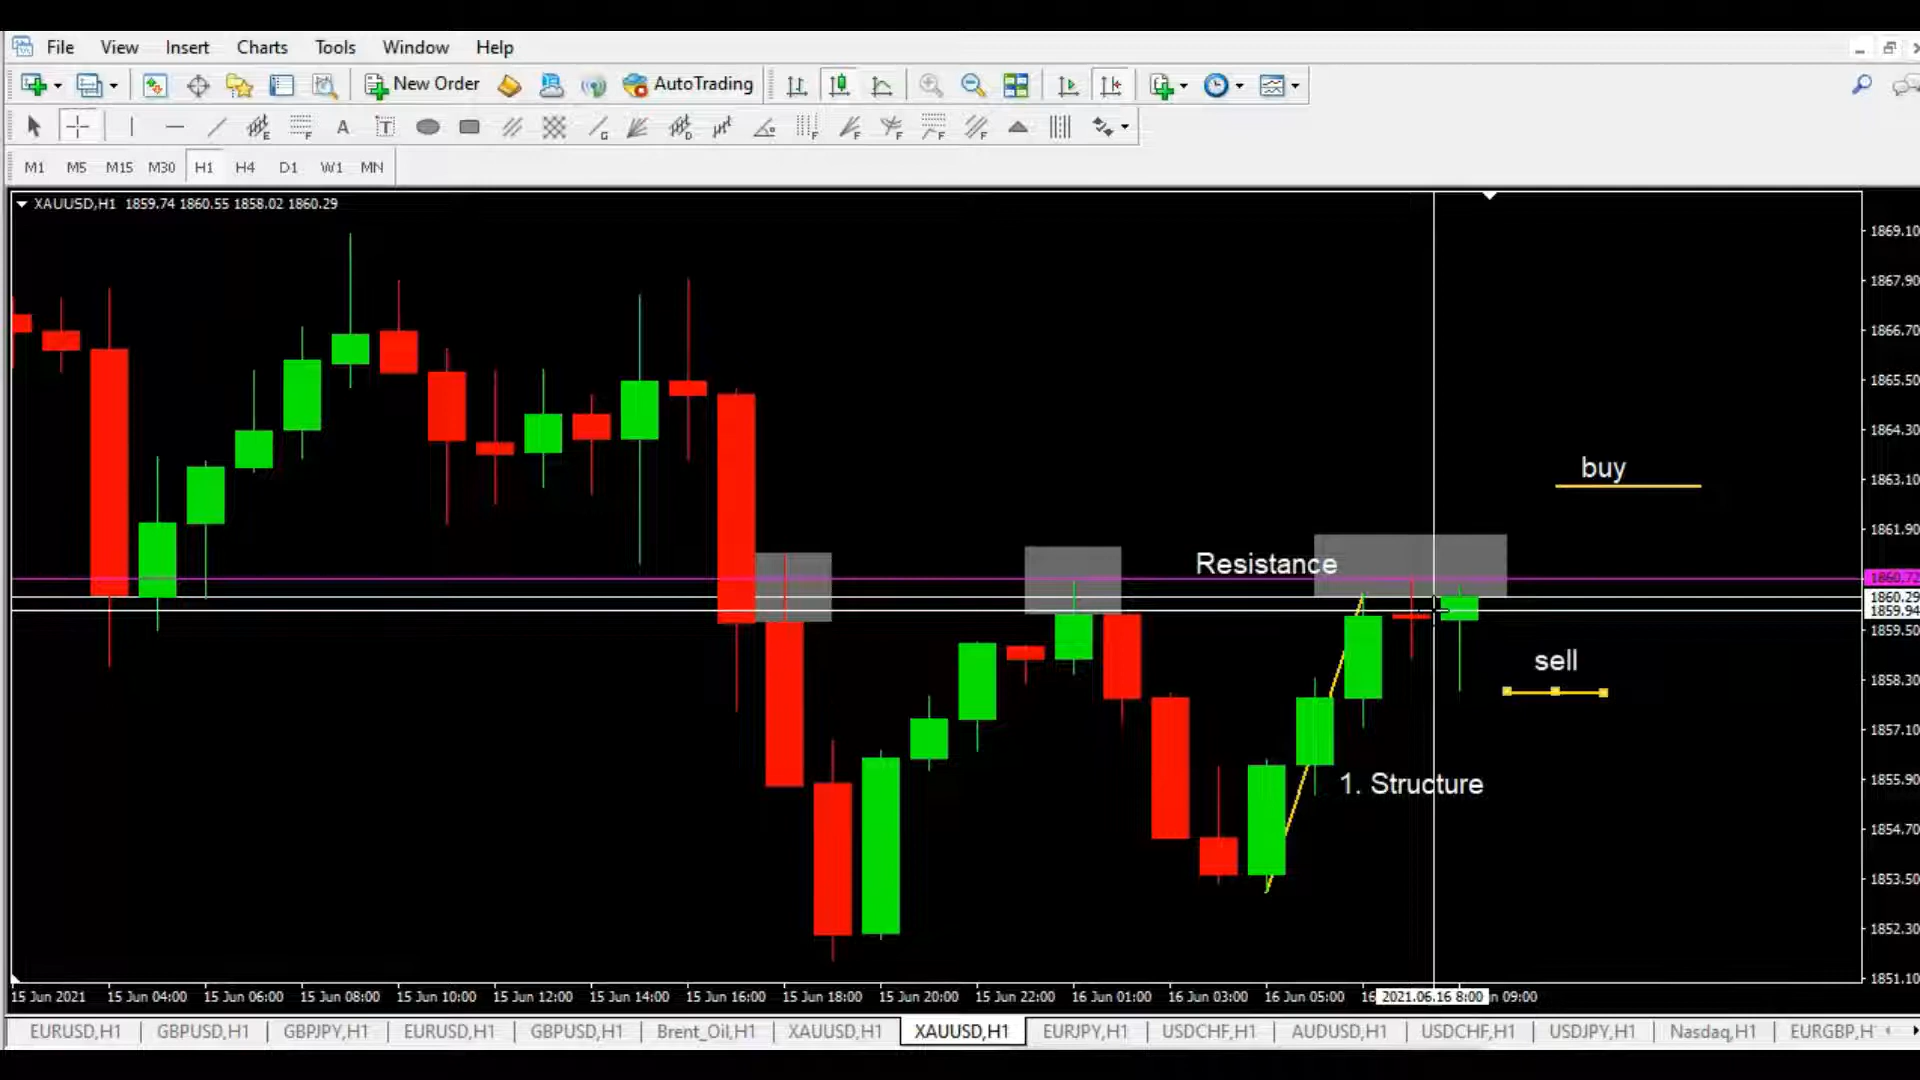 File View Insert Charts Tools Window Help
New Order AutoTrading
A T
M1 M5 M15 M30 H1 H4 D1 W1 MN
XAUUSD,H1 1859.74 1860.55 1858.02 1860.29
1869.10
1867.90
1866.70
1865.50
1864.30
buy
1863.10
1861.90
Resistance
1860.72
1860.29
1859.94
1859.50
sell
1858.30
1857.10
1. Structure
1855.90
1854.70
1853.50
1852.30
1851.10
15 Jun 2021 15 Jun 04:00 15 Jun 06:00 15 Jun 08:00 15 Jun 10:00 15 Jun 12:00 15 Jun 14:00 15 Jun 16:00 15 Jun 18:00 15 Jun 20:00 15 Jun 22:00 16 Jun 01:00 16 Jun 03:00 16 Jun 05:00 16 2021.06.16 8:00 n 09:00
EURUSD,H1 GBPUSD,H1 GBPJPY,H1 EURUSD,H1 GBPUSD,H1 Brent_Oil,H1 XAUUSD,H1 XAUUSD,H1 EURJPY,H1 USDCHF,H1 AUDUSD,H1 USDCHF,H1 USDJPY,H1 Nasdaq,H1 EURGBP,H